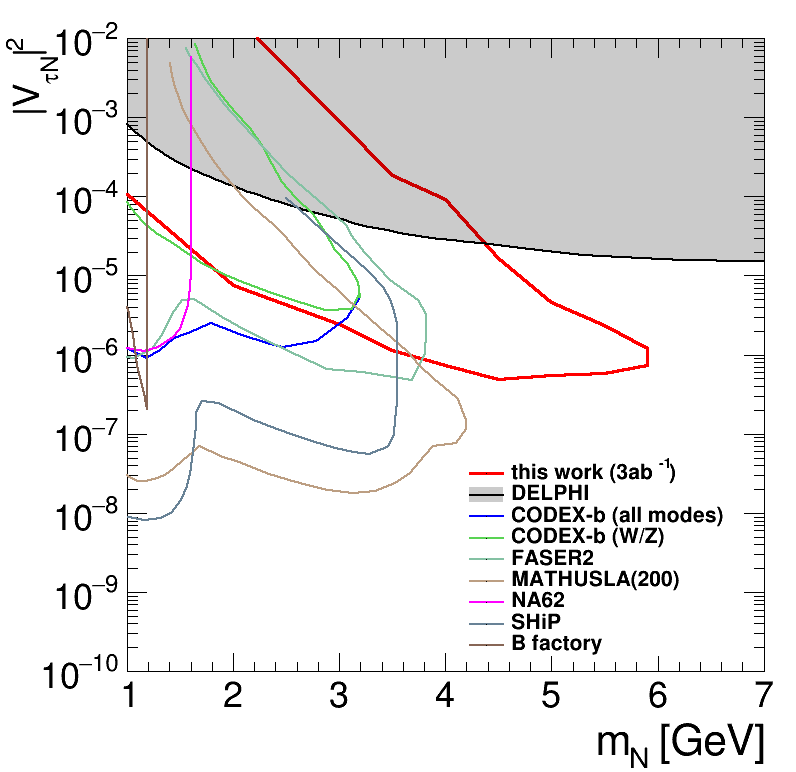 |V_τN|²
10⁻²
10⁻³
10⁻⁴
10⁻⁵
10⁻⁶
10⁻⁷
10⁻⁸
10⁻⁹
10⁻¹⁰
this work (3ab ⁻¹)
DELPHI
CODEX-b (all modes)
CODEX-b (W/Z)
FASER2
MATHUSLA(200)
NA62
SHiP
B factory
1 2 3 4 5 6 7
m_N [GeV]